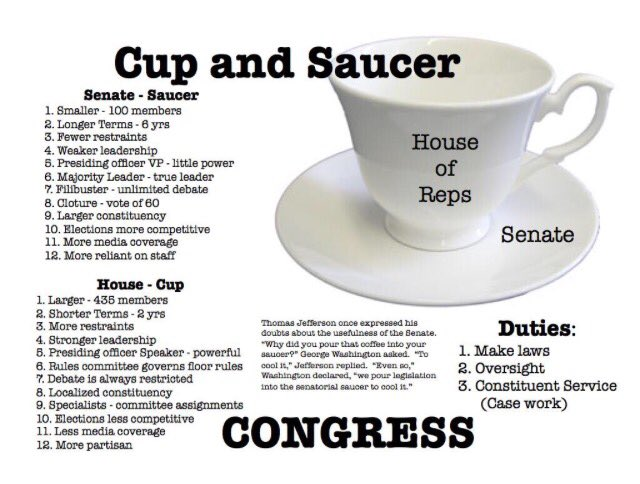 Cup and Saucer
Senate - Saucer
1. Smaller - 100 members
2. Longer Terms - 6 yrs
3. Fewer restraints
4. Weaker leadership
5. Presiding officer VP - little power
6. Majority Leader - true leader
7. Filibuster - unlimited debate
8. Cloture - vote of 60
9. Larger constituency
10. Elections more competitive
11. More media coverage
12. More reliant on staff
House
of
Reps
Senate
House - Cup
1. Larger - 435 members
2. Shorter Terms - 2 yrs
3. More restraints
4. Stronger leadership
5. Presiding officer Speaker - powerful
6. Rules committee governs floor rules
7. Debate is always restricted
8. Localized constituency
9. Specialists - committee assignments
10. Elections less competitive
11. Less media coverage
12. More partisan
Thomas Jefferson once expressed his
doubts about the usefulness of the Senate.
“Why did you pour that coffee into your
saucer?” George Washington asked. “To
cool it,” Jefferson replied. “Even so,”
Washington declared, “we pour legislation
into the senatorial saucer to cool it.”
Duties:
1. Make laws
2. Oversight
3. Constituent Service
(Case work)
CONGRESS